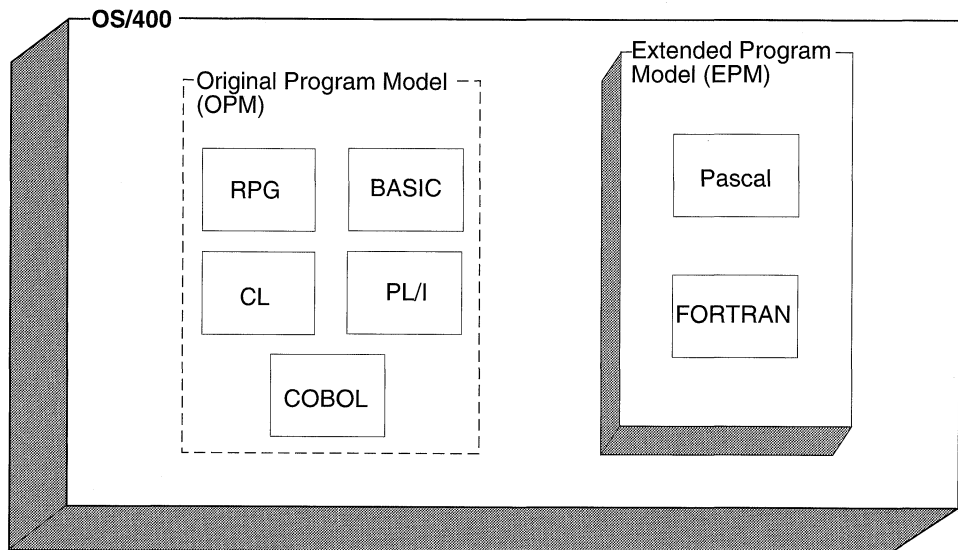 OS/400
Original Program Model
(OPM)
RPG
BASIC
CL
PL/I
COBOL
Extended Program
Model (EPM)
Pascal
FORTRAN